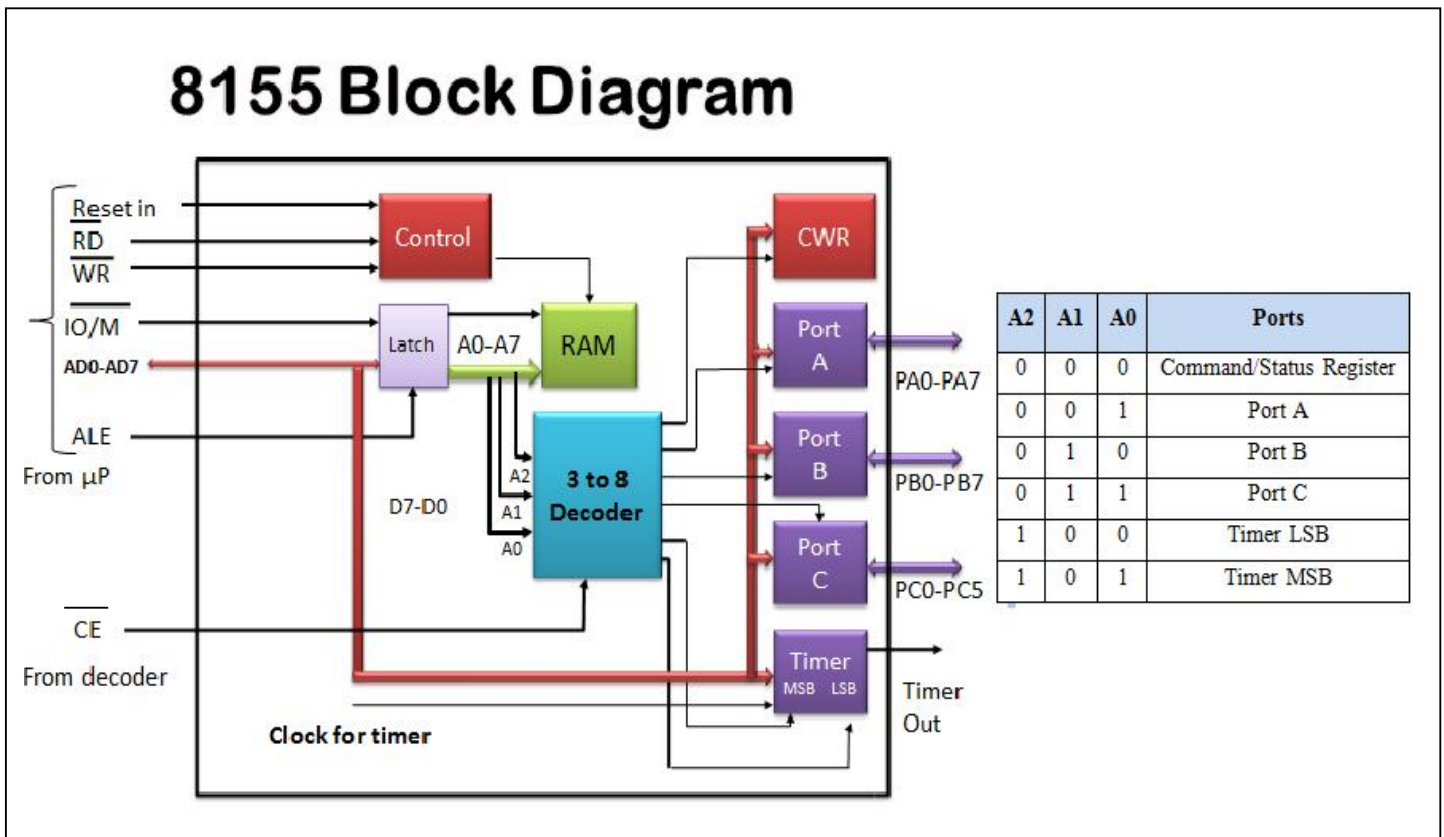 8155 Block Diagram
Reset in
RD
WR
IO/M
AD0-AD7
ALE
From µP
CE
From decoder
Control
Latch
A0-A7
RAM
D7-D0
A2
A1
A0
3 to 8
Decoder
Clock for timer
CWR
Port
A
Port
B
Port
C
Timer
MSB LSB
PA0-PA7
PB0-PB7
PC0-PC5
Timer
Out
A2 A1 A0 Ports
0 0 0 Command/Status Register
0 0 1 Port A
0 1 0 Port B
0 1 1 Port C
1 0 0 Timer LSB
1 0 1 Timer MSB